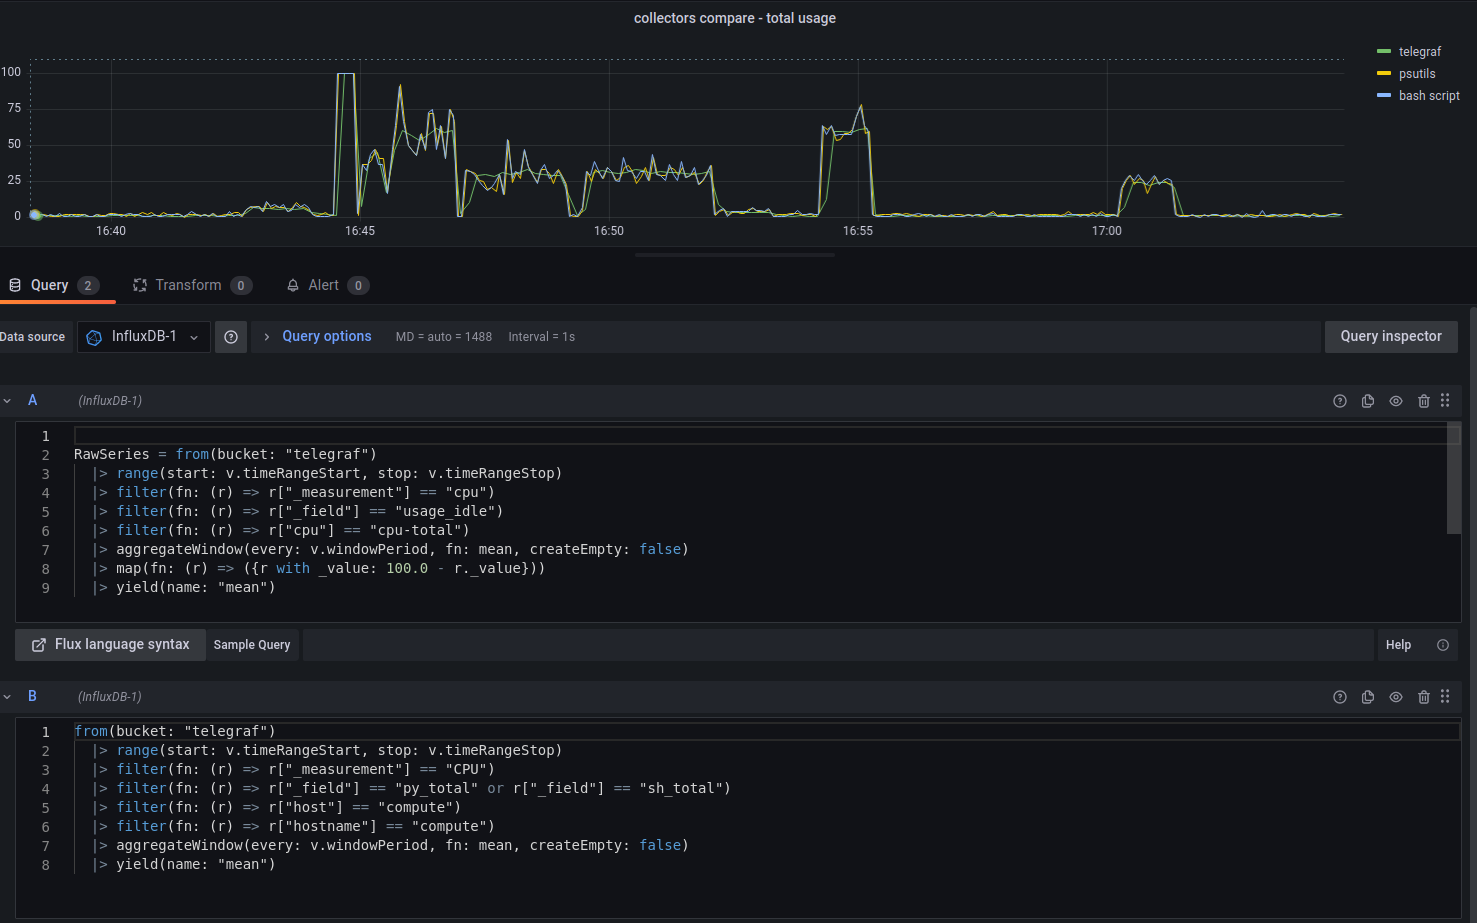 collectors compare - total usage
telegraf
psutils
bash script
100
75
50
25
0
16:40 16:45 16:50 16:55 17:00
Query 2 Transform 0 Alert 0
Data source InfluxDB-1 Query options MD = auto = 1488 Interval = 1s Query inspector
A (InfluxDB-1)
1
2 RawSeries = from(bucket: "telegraf")
3 |> range(start: v.timeRangeStart, stop: v.timeRangeStop)
4 |> filter(fn: (r) => r["_measurement"] == "cpu")
5 |> filter(fn: (r) => r["_field"] == "usage_idle")
6 |> filter(fn: (r) => r["cpu"] == "cpu-total")
7 |> aggregateWindow(every: v.windowPeriod, fn: mean, createEmpty: false)
8 |> map(fn: (r) => ({r with _value: 100.0 - r._value}))
9 |> yield(name: "mean")
Flux language syntax Sample Query Help
B (InfluxDB-1)
1 from(bucket: "telegraf")
2 |> range(start: v.timeRangeStart, stop: v.timeRangeStop)
3 |> filter(fn: (r) => r["_measurement"] == "CPU")
4 |> filter(fn: (r) => r["_field"] == "py_total" or r["_field"] == "sh_total")
5 |> filter(fn: (r) => r["host"] == "compute")
6 |> filter(fn: (r) => r["hostname"] == "compute")
7 |> aggregateWindow(every: v.windowPeriod, fn: mean, createEmpty: false)
8 |> yield(name: "mean")